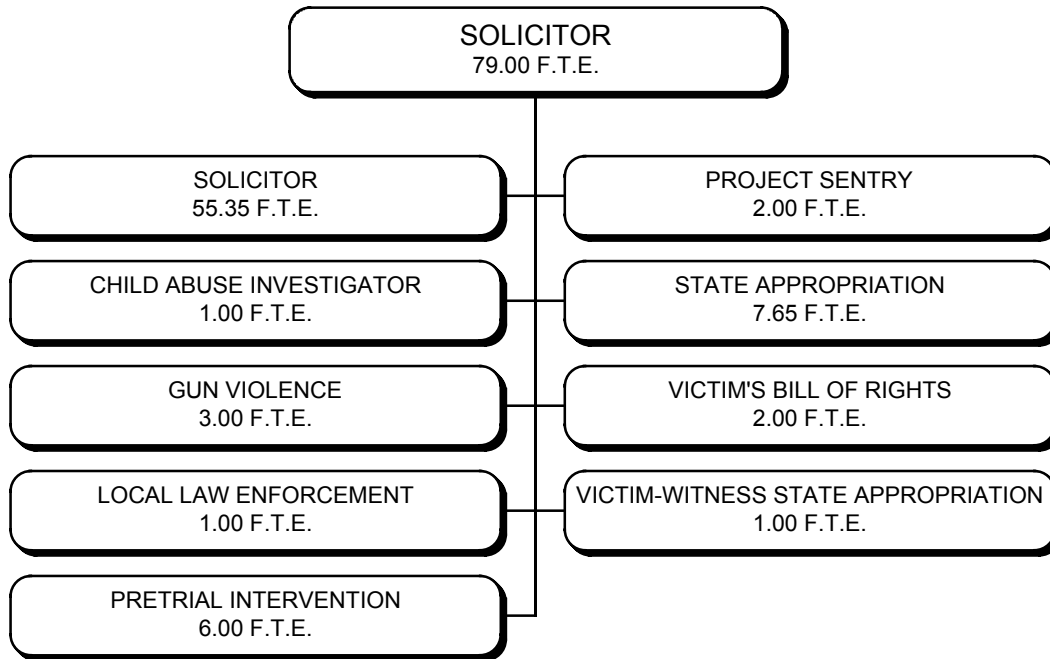 SOLICITOR
79.00 F.T.E.
SOLICITOR
55.35 F.T.E.
PROJECT SENTRY
2.00 F.T.E.
CHILD ABUSE INVESTIGATOR
1.00 F.T.E.
STATE APPROPRIATION
7.65 F.T.E.
GUN VIOLENCE
3.00 F.T.E.
VICTIM'S BILL OF RIGHTS
2.00 F.T.E.
LOCAL LAW ENFORCEMENT
1.00 F.T.E.
VICTIM-WITNESS STATE APPROPRIATION
1.00 F.T.E.
PRETRIAL INTERVENTION
6.00 F.T.E.